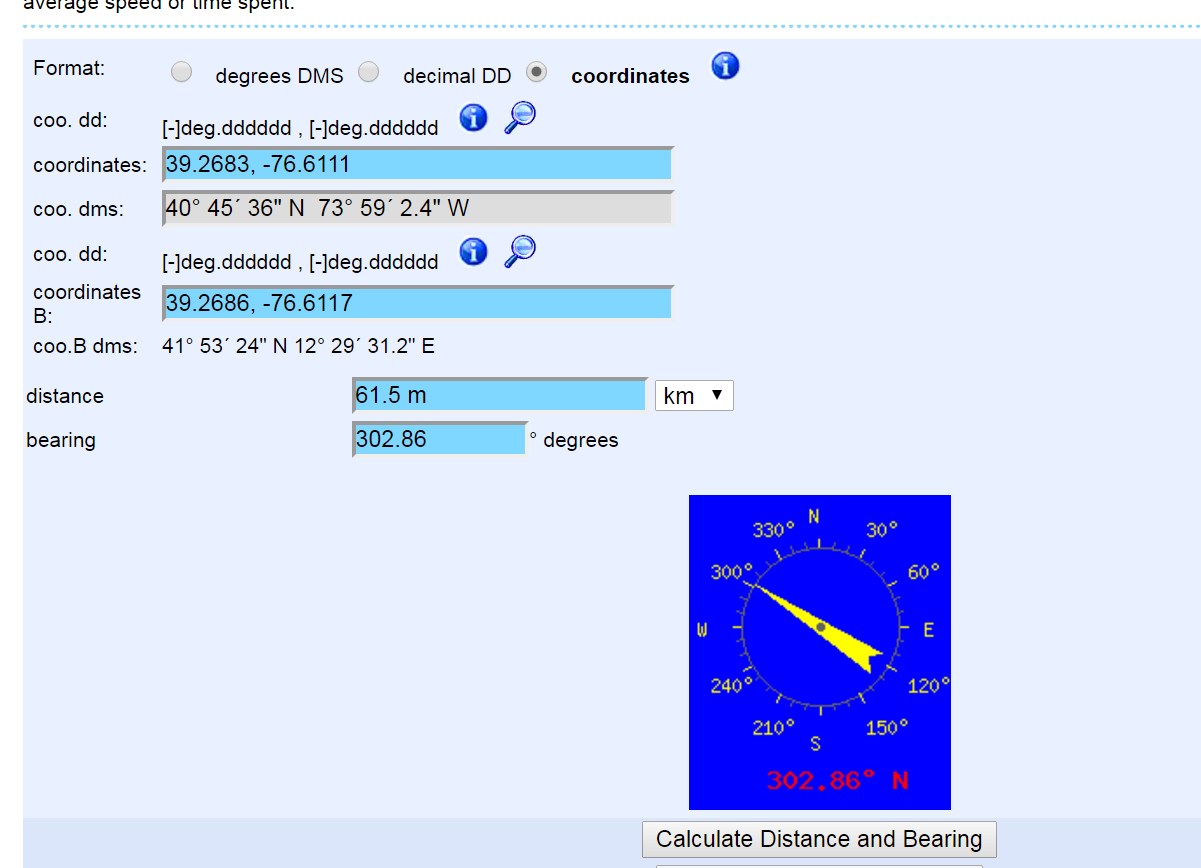 average speed or time spent.
Format: degrees DMS decimal DD coordinates
coo. dd: [-]deg.dddddd , [-]deg.dddddd
coordinates: 39.2683, -76.6111
coo. dms: 40° 45´ 36" N 73° 59´ 2.4" W
coo. dd: [-]deg.dddddd , [-]deg.dddddd
coordinates
B: 39.2686, -76.6117
coo.B dms: 41° 53´ 24" N 12° 29´ 31.2" E
distance 61.5 m km ▼
bearing 302.86 ° degrees
N
330° 30°
300° 60°
W E
240° 120°
210° 150°
S
302.86° N
Calculate Distance and Bearing